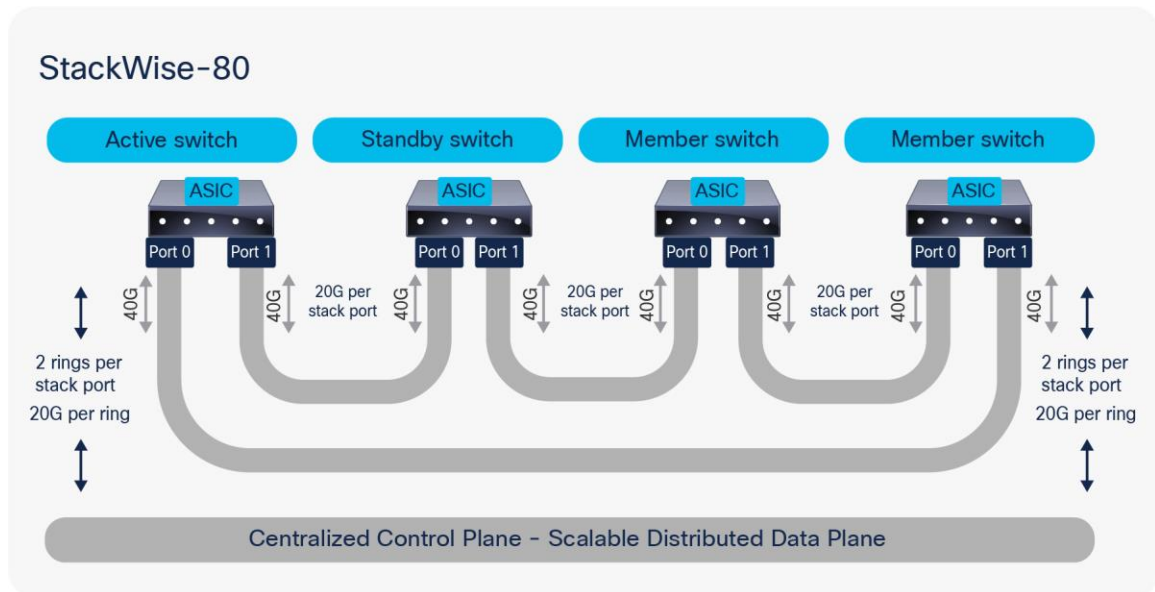 StackWise-80
Active switch
Standby switch
Member switch
Member switch
ASIC
ASIC
ASIC
ASIC
Port 0
Port 1
Port 0
Port 1
Port 0
Port 1
Port 0
Port 1
40G
40G
20G per
stack port
40G
40G
20G per
stack port
40G
40G
20G per
stack port
40G
40G
2 rings per
stack port
20G per ring
2 rings per
stack port
20G per ring
Centralized Control Plane - Scalable Distributed Data Plane